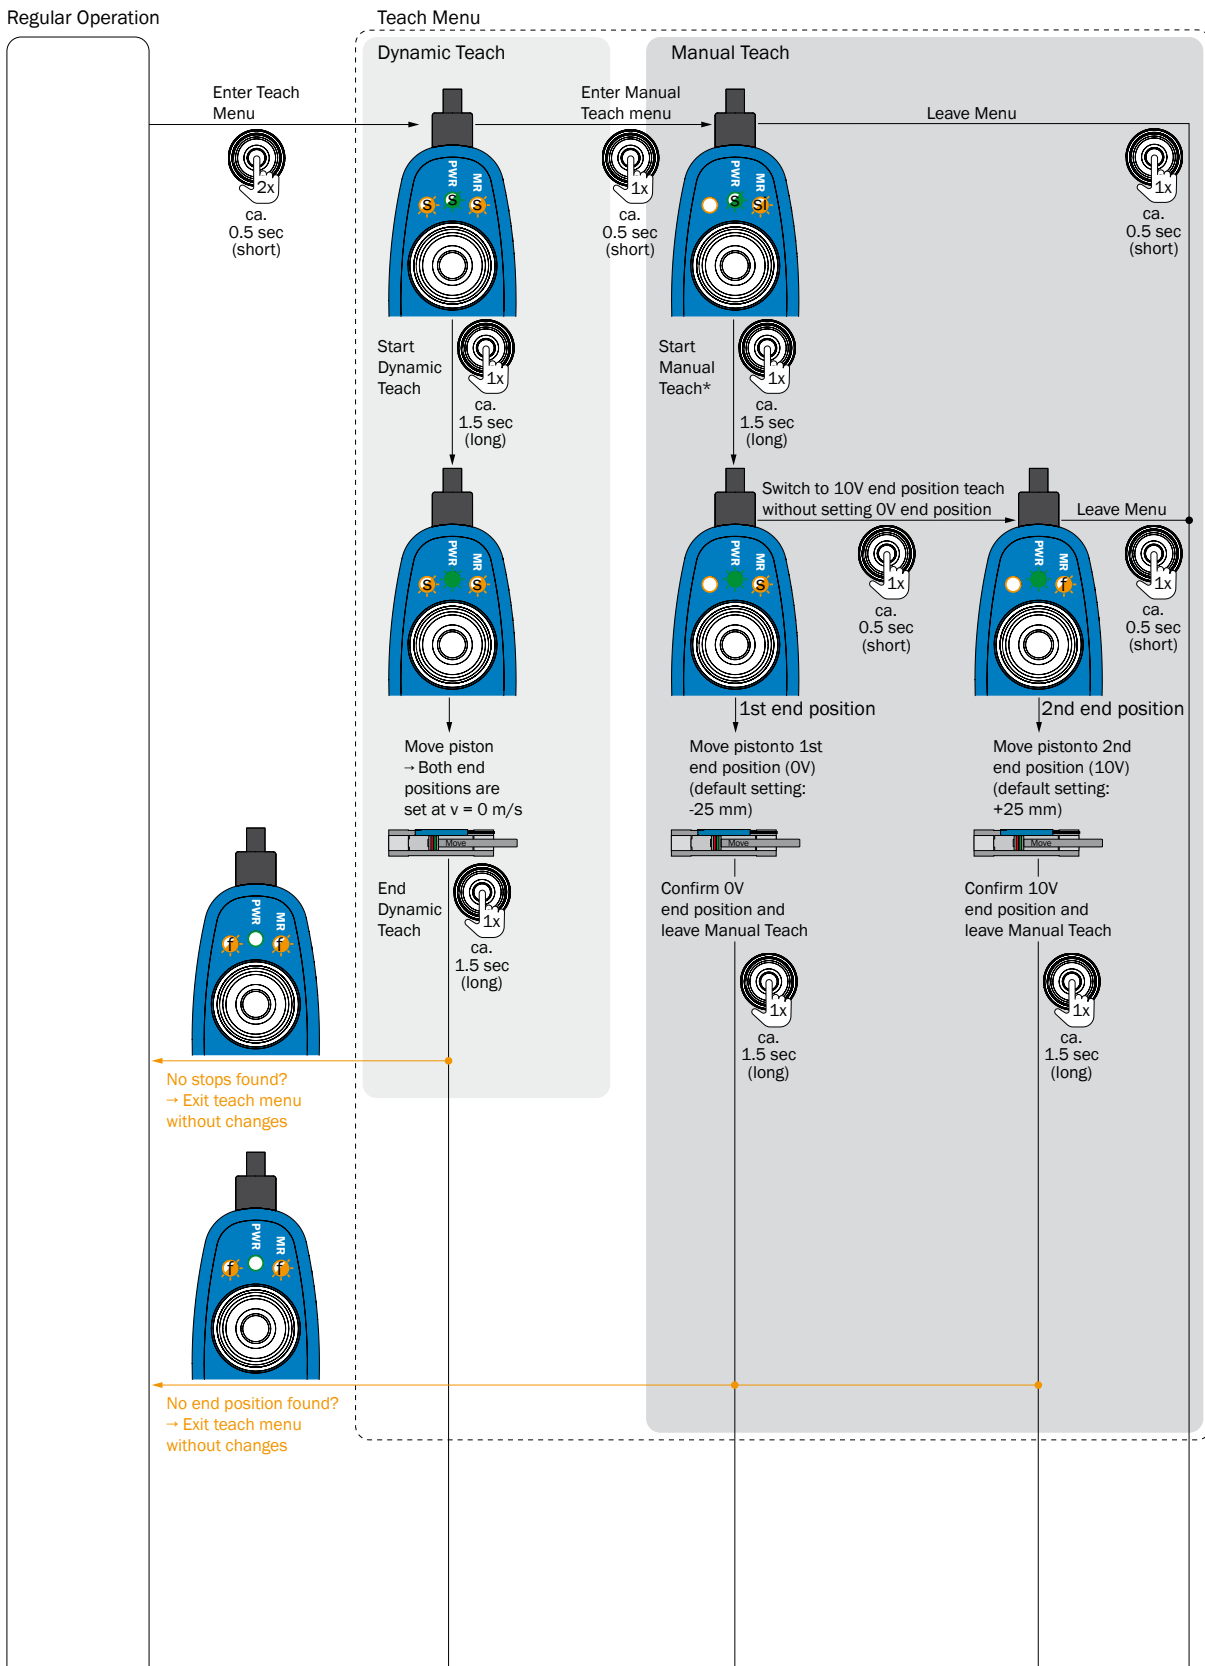 Regular Operation
Teach Menu
Dynamic Teach
Manual Teach
Enter Teach
Menu
2x
ca.
0.5 sec
(short)
PWR
MR
S
S
S
Enter Manual
Teach menu
1x
ca.
0.5 sec
(short)
PWR
MR
S
SI
Leave Menu
1x
ca.
0.5 sec
(short)
Start
Dynamic
Teach
1x
ca.
1.5 sec
(long)
Start
Manual
Teach*
1x
ca.
1.5 sec
(long)
PWR
MR
S
S
PWR
MR
S
Switch to 10V end position teach
without setting 0V end position
1x
ca.
0.5 sec
(short)
PWR
MR
f
Leave Menu
1x
ca.
0.5 sec
(short)
1st end position
2nd end position
Move piston
→ Both end
positions are
set at v = 0 m/s
Move
Move pistonto 1st
end position (0V)
(default setting:
-25 mm)
Move
Move pistonto 2nd
end position (10V)
(default setting:
+25 mm)
Move
End
Dynamic
Teach
1x
ca.
1.5 sec
(long)
Confirm 0V
end position and
leave Manual Teach
1x
ca.
1.5 sec
(long)
Confirm 10V
end position and
leave Manual Teach
1x
ca.
1.5 sec
(long)
PWR
MR
f
f
No stops found?
→ Exit teach menu
without changes
PWR
MR
f
f
No end position found?
→ Exit teach menu
without changes